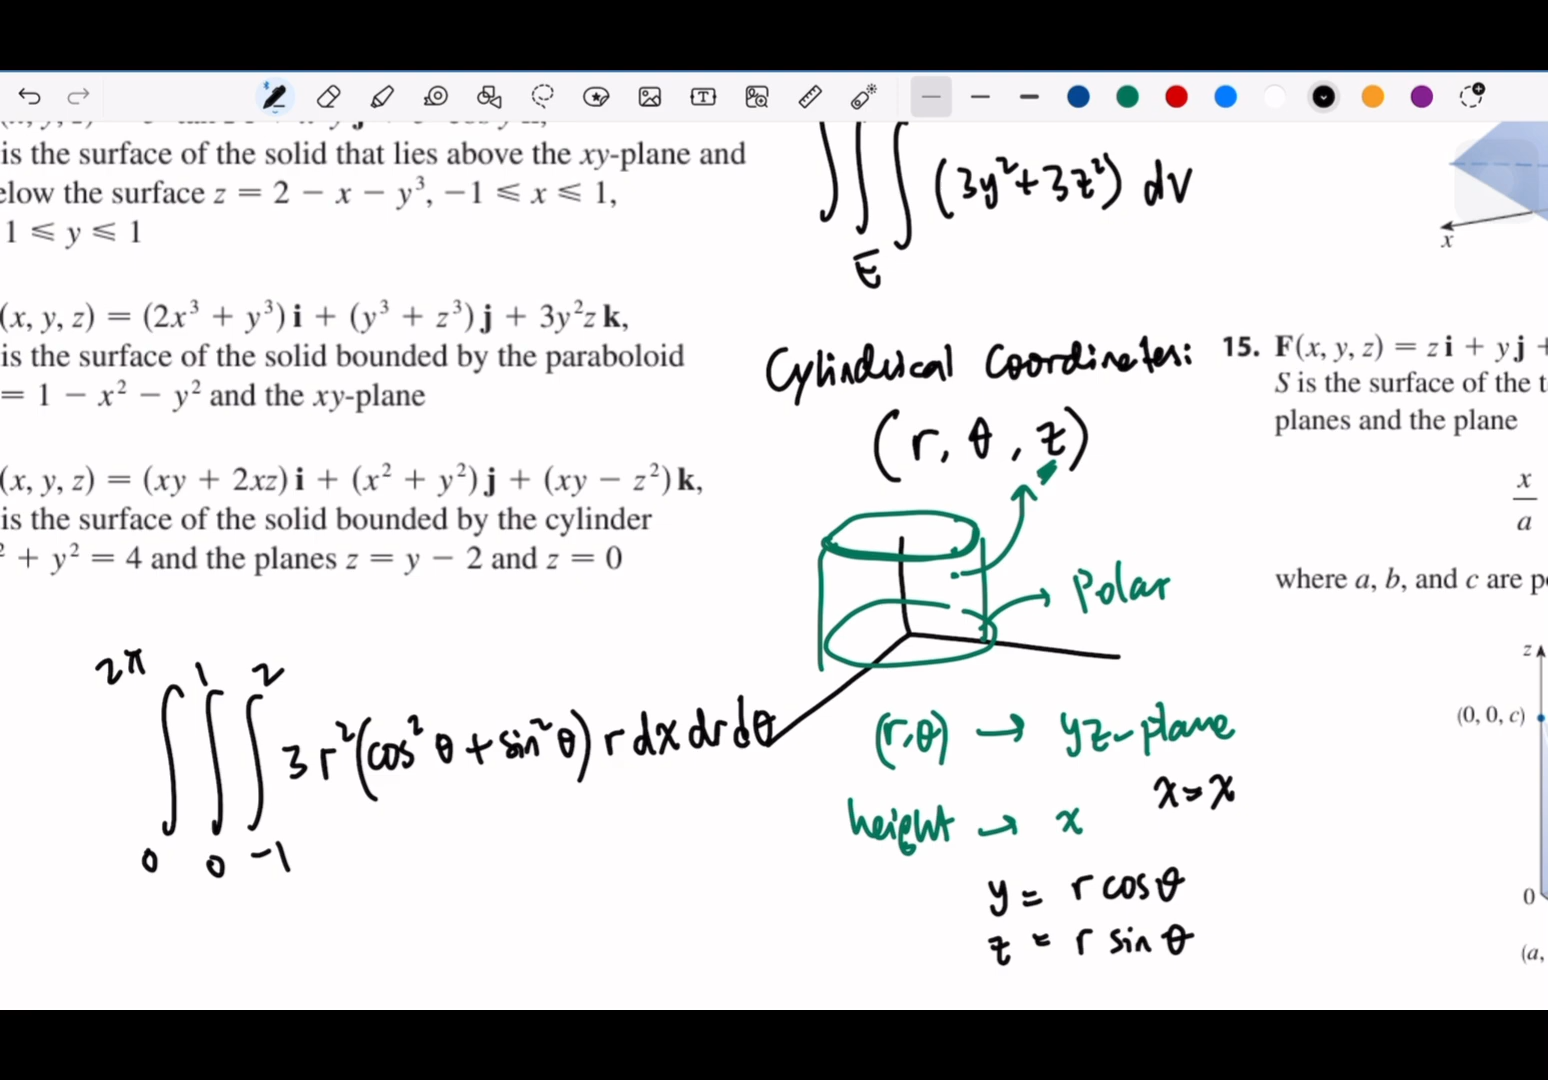 is the surface of the solid that lies above the xy-plane and
elow the surface z = 2 − x − y³, −1 ⩽ x ⩽ 1,
1 ⩽ y ⩽ 1
(x, y, z) = (2x³ + y³) i + (y³ + z³) j + 3y²z k,
is the surface of the solid bounded by the paraboloid
= 1 − x² − y² and the xy-plane
(x, y, z) = (xy + 2xz) i + (x² + y²) j + (xy − z²) k,
is the surface of the solid bounded by the cylinder
² + y² = 4 and the planes z = y − 2 and z = 0
∫₀^2π ∫₀^1 ∫₋₁^2 3r²(cos²θ + sin²θ) r dx dr dθ
∭_E (3y²+3z²) dV
Cylindrical Coordinates:
(r, θ, z)
Polar
(r,θ) → yz-plane
x=x
height → x
y = r cosθ
z = r sinθ
x
15. F(x, y, z) = z i + y j +
S is the surface of the t
planes and the plane
x
a
where a, b, and c are p
z
(0, 0, c)
0
(a,